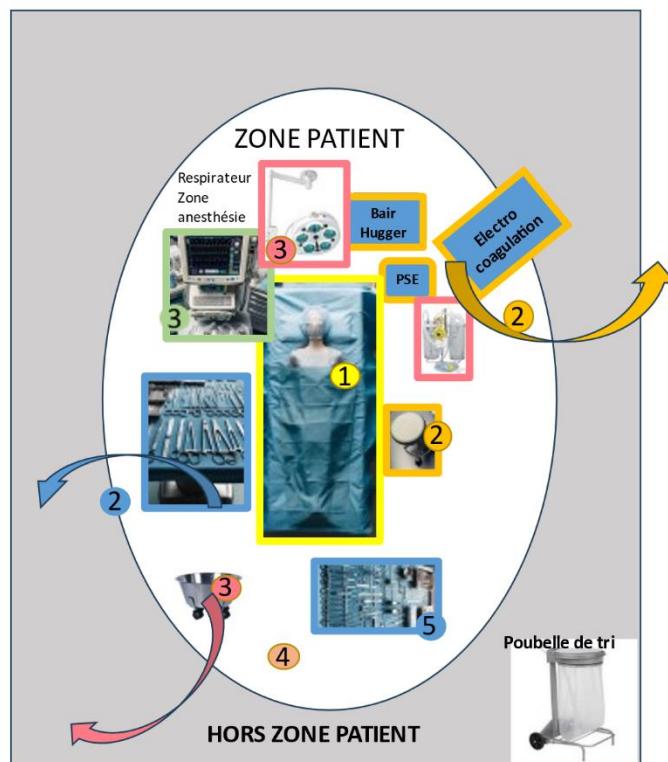 ZONE PATIENT
Respirateur
Zone
anesthésie
3
Bair
Hugger
Electro
coagulation
3
PSE
2
1
2
2
3
5
4
Poubelle de tri
HORS ZONE PATIENT